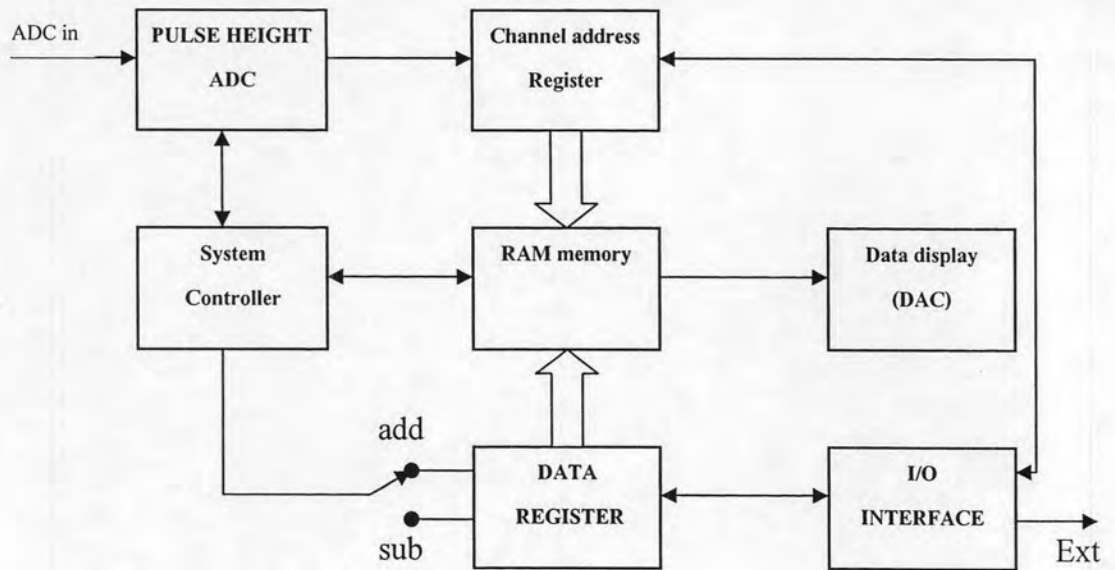 ADC in
PULSE HEIGHT
ADC
Channel address
Register
System
Controller
RAM memory
Data display
(DAC)
add
sub
DATA
REGISTER
I/O
INTERFACE
Ext